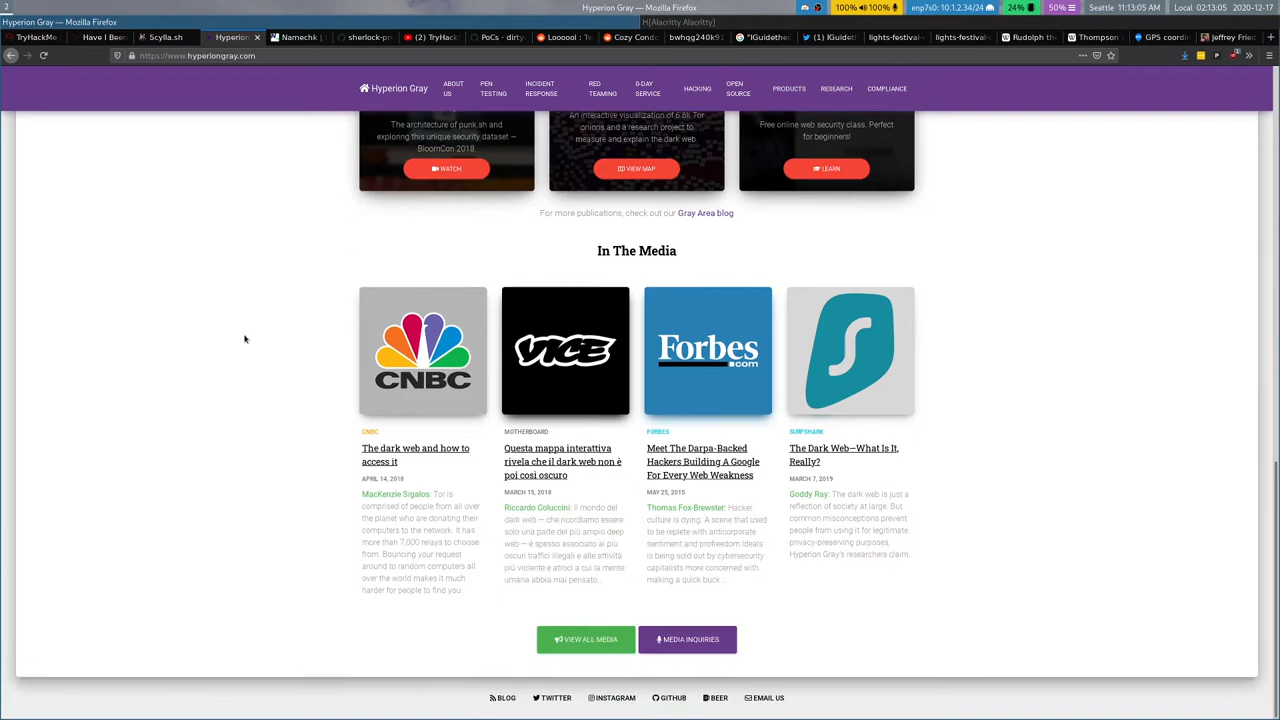 2
Hyperion Gray — Mozilla Firefox
100% 100%
enp7s0: 10.1.2.34/24
24%
50%
Seattle 11:13:05 AM
Local 02:13:05
2020-12-17
Hyperion Gray — Mozilla Firefox
H[Alacritty Alacritty]
TryHackMe
Have I Been
Scylla.sh
Hyperion
Namechk |
sherlock-pro
(2) TryHack
PoCs · dirty
Loooool : Tw
Cozy Conde
bwhqg24901
"IGuidethec
(1) IGuideth
lights-festival-
lights-festival-
Rudolph the
Thompson
GPS coordin
Jeffrey Fried
https://www.hyperiongray.com
Hyperion Gray
ABOUT US
PEN TESTING
INCIDENT RESPONSE
RED TEAMING
0-DAY SERVICE
HACKING
OPEN SOURCE
PRODUCTS
RESEARCH
COMPLIANCE
The architecture of punk.sh and
exploring this unique security dataset —
BloomCon 2018.
WATCH
An interactive visualization of 6.6k Tor
onions and a research project to
measure and explain the dark web.
VIEW MAP
Free online web security class. Perfect
for beginners!
LEARN
For more publications, check out our Gray Area blog
In The Media
CNBC
VICE
Forbes
.com
CNBC
The dark web and how to
access it
APRIL 14, 2018
MacKenzie Sigalos: Tor is
comprised of people from all over
the planet who are donating their
computers to the network. It has
more than 7,000 relays to choose
from. Bouncing your request
around to random computers all
over the world makes it much
harder for people to find you.
MOTHERBOARD
Questa mappa interattiva
rivela che il dark web non è
poi così oscuro
MARCH 15, 2018
Riccardo Coluccini: Il mondo del
dark web — che ricordiamo essere
solo una parte del più ampio deep
web — è spesso associato ai più
oscuri traffici illegali e alle attività
più violente e atroci a cui la mente
umana abbia mai pensato...
FORBES
Meet The Darpa-Backed
Hackers Building A Google
For Every Web Weakness
MAY 25, 2015
Thomas Fox-Brewster: Hacker
culture is dying. A scene that used
to be replete with anticorporate
sentiment and profreedom ideals
is being sold out by cybersecurity
capitalists more concerned with
making a quick buck...
SURFSHARK
The Dark Web—What Is It,
Really?
MARCH 7, 2019
Goddy Ray: The dark web is just a
reflection of society at large. But
common misconceptions prevent
people from using it for legitimate,
privacy-preserving purposes,
Hyperion Gray's researchers claim.
VIEW ALL MEDIA
MEDIA INQUIRIES
BLOG
TWITTER
INSTAGRAM
GITHUB
BEER
EMAIL US